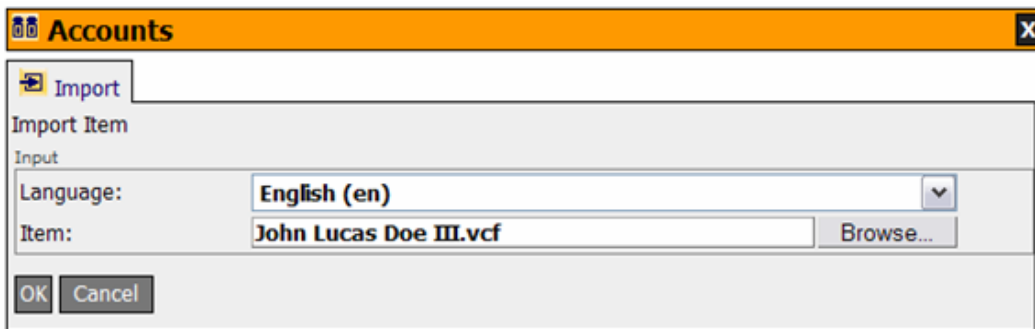 Accounts X
Import
Import Item
Input
Language: English (en)
Item: John Lucas Doe III.vcf Browse...
OK Cancel